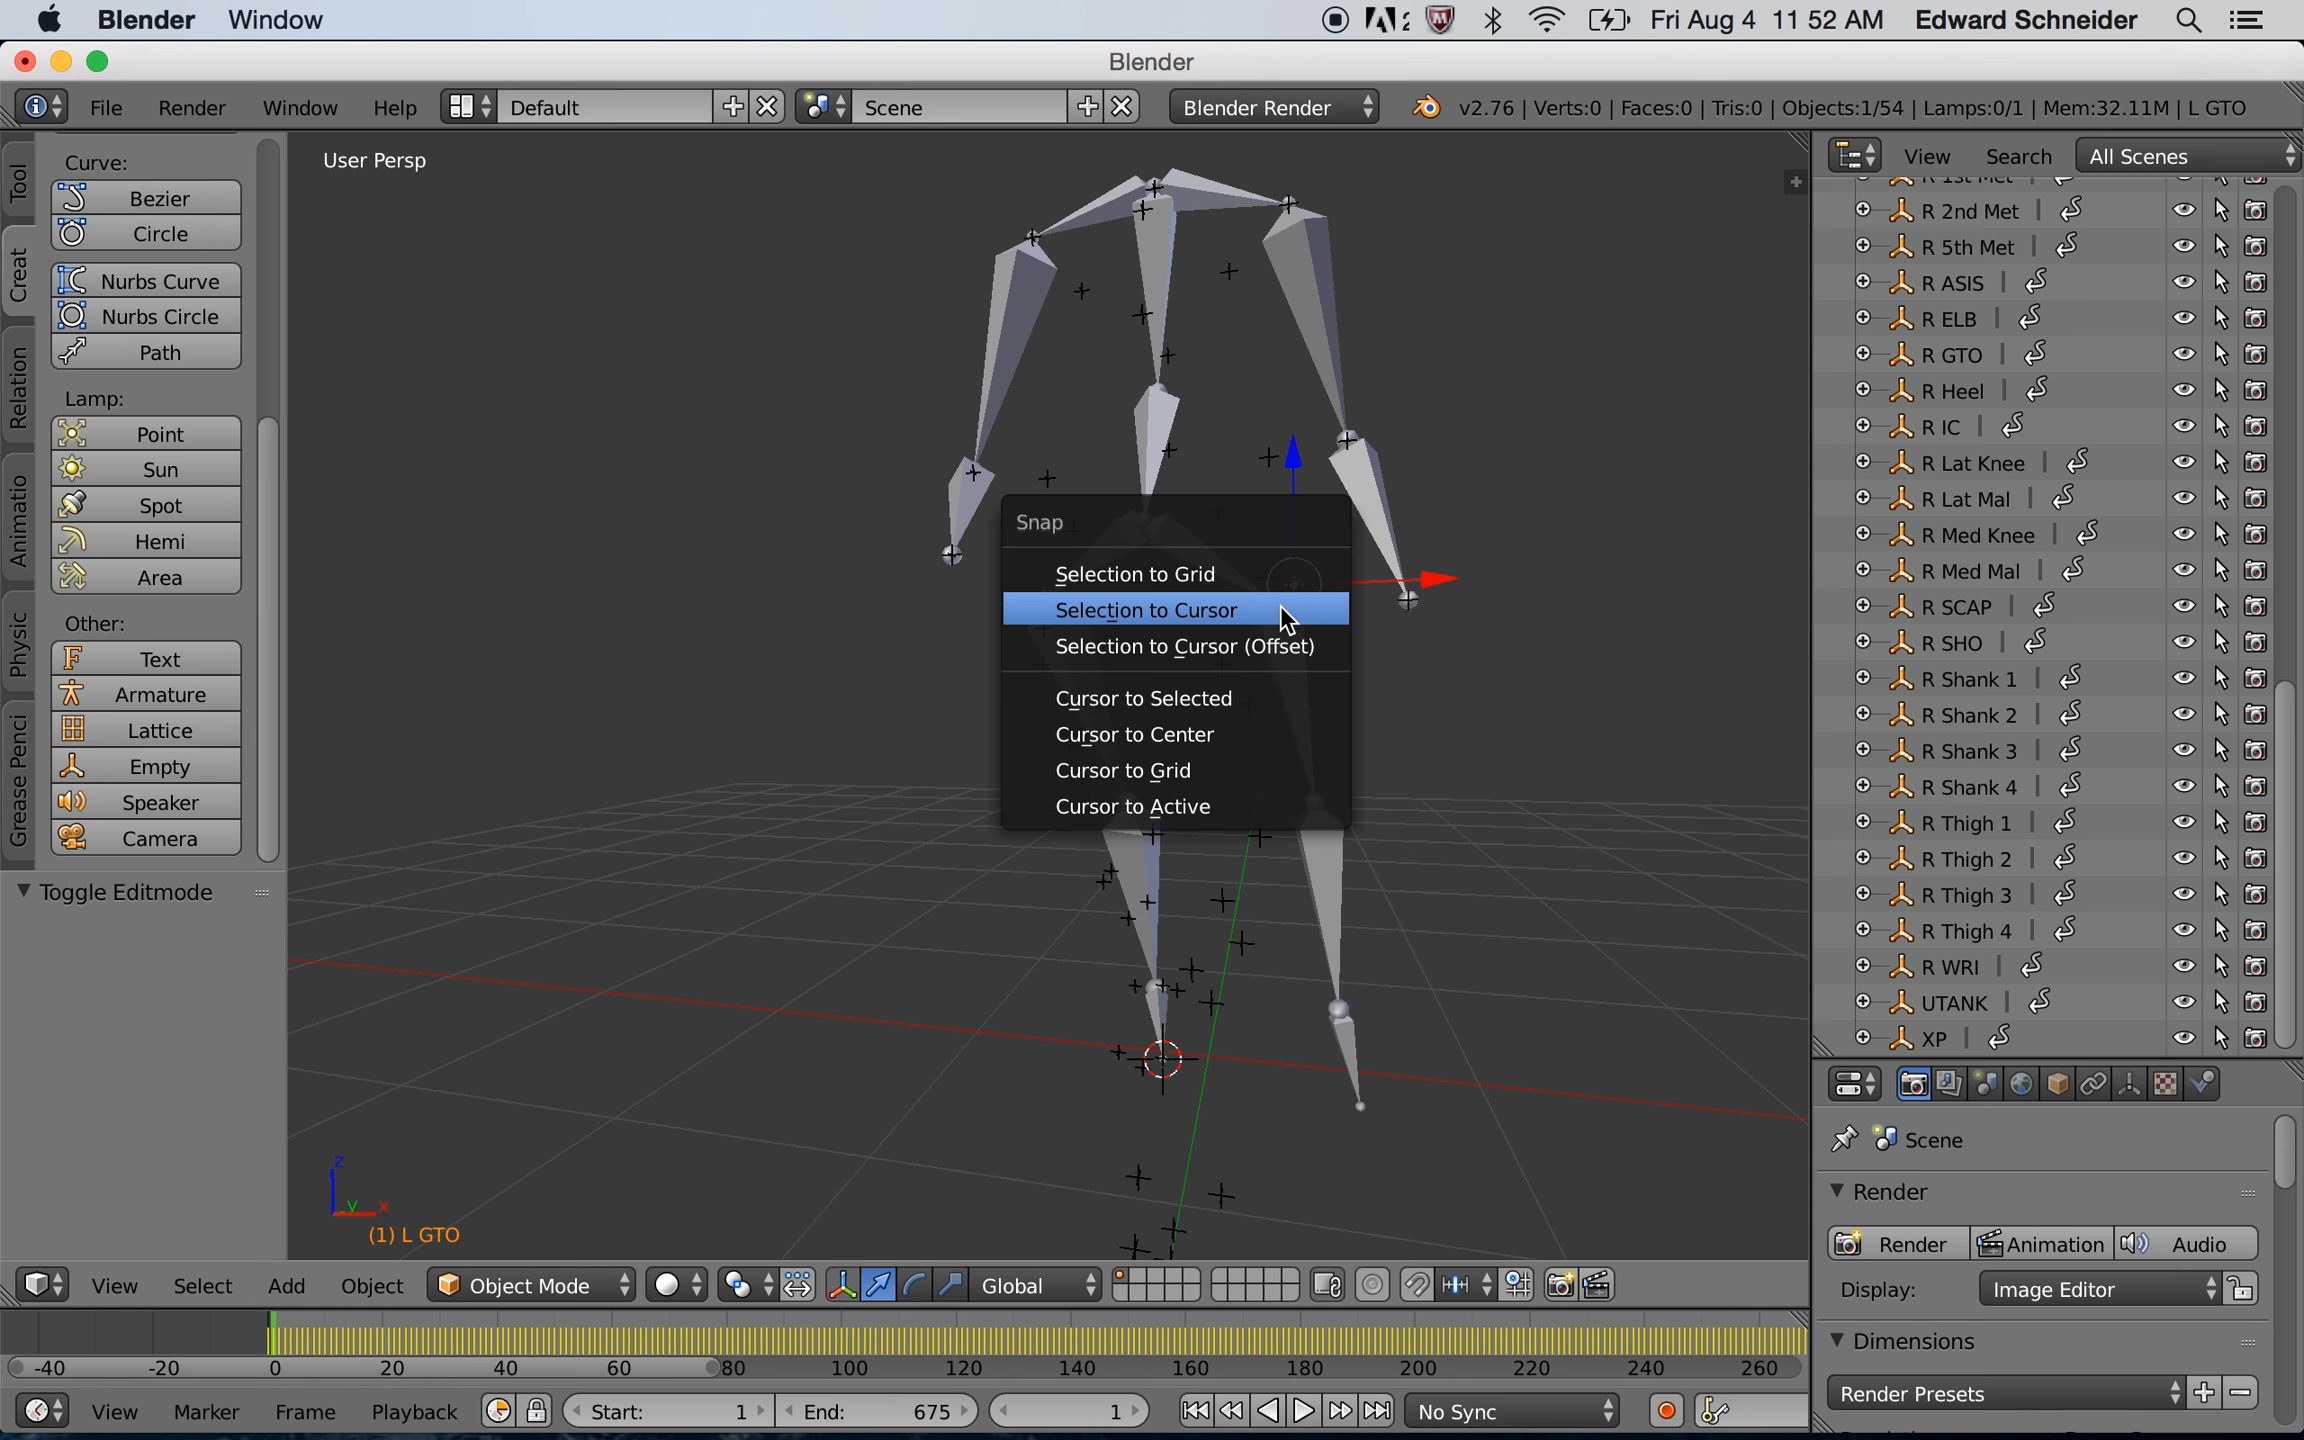 Blender Window
2 Fri Aug 4 11 52 AM Edward Schneider
Blender
File Render Window Help Default Scene Blender Render v2.76 | Verts:0 | Faces:0 | Tris:0 | Objects:1/54 | Lamps:0/1 | Mem:32.11M | L GTO
Tool
Creat
Relation
Animatio
Physic
Grease Penci
Curve:
Bezier
Circle
Nurbs Curve
Nurbs Circle
Path
Lamp:
Point
Sun
Spot
Hemi
Area
Other:
Text
Armature
Lattice
Empty
Speaker
Camera
Toggle Editmode
User Persp
Snap
Selection to Grid
Selection to Cursor
Selection to Cursor (Offset)
Cursor to Selected
Cursor to Center
Cursor to Grid
Cursor to Active
z
y x
(1) L GTO
View Search All Scenes
R 1st Met
R 2nd Met
R 5th Met
R ASIS
R ELB
R GTO
R Heel
R IC
R Lat Knee
R Lat Mal
R Med Knee
R Med Mal
R SCAP
R SHO
R Shank 1
R Shank 2
R Shank 3
R Shank 4
R Thigh 1
R Thigh 2
R Thigh 3
R Thigh 4
R WRI
UTANK
XP
Scene
Render
Render Animation Audio
Display: Image Editor
Dimensions
Render Presets
View Select Add Object Object Mode Global
-40 -20 0 20 40 60 80 100 120 140 160 180 200 220 240 260
View Marker Frame Playback Start: 1 End: 675 1 No Sync